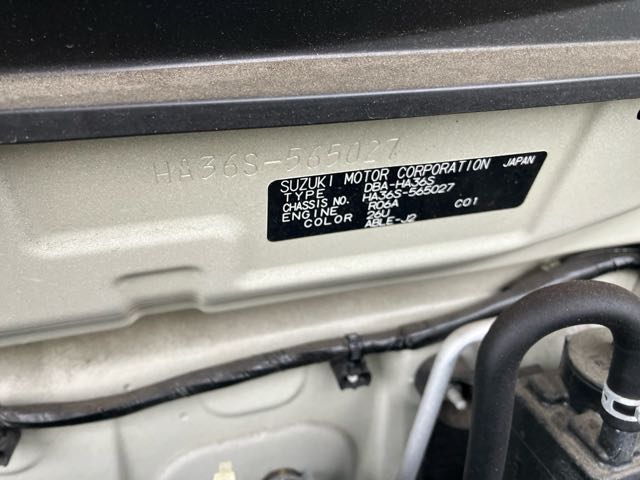 HA36S-565027
SUZUKI MOTOR CORPORATION JAPAN
TYPE DBA-HA36S
CHASSIS NO. HA36S-565027
ENGINE R06A C01
COLOR 26U
ABLE-J2